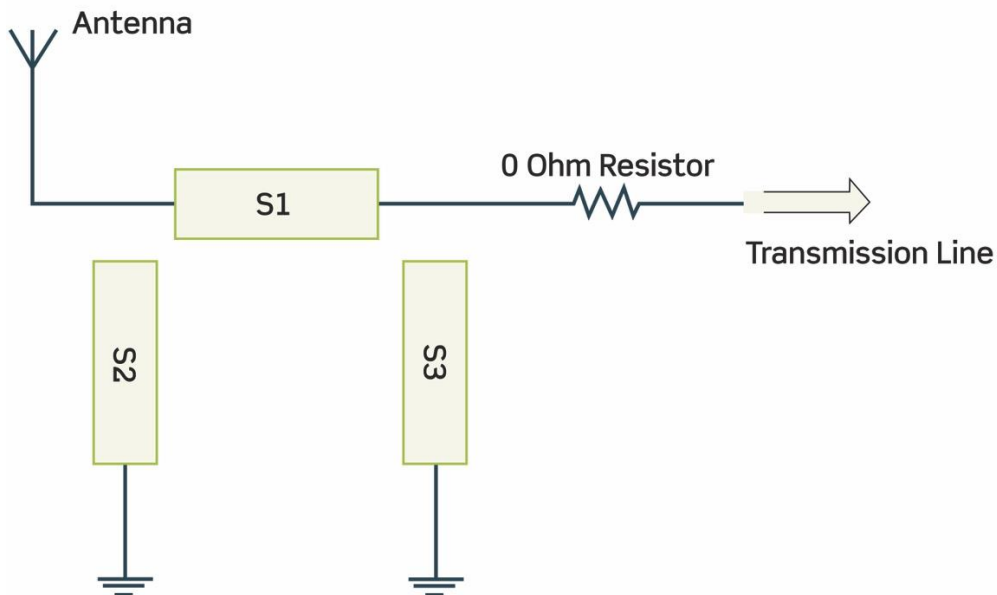 Antenna
0 Ohm Resistor
S1
Transmission Line
S2
S3